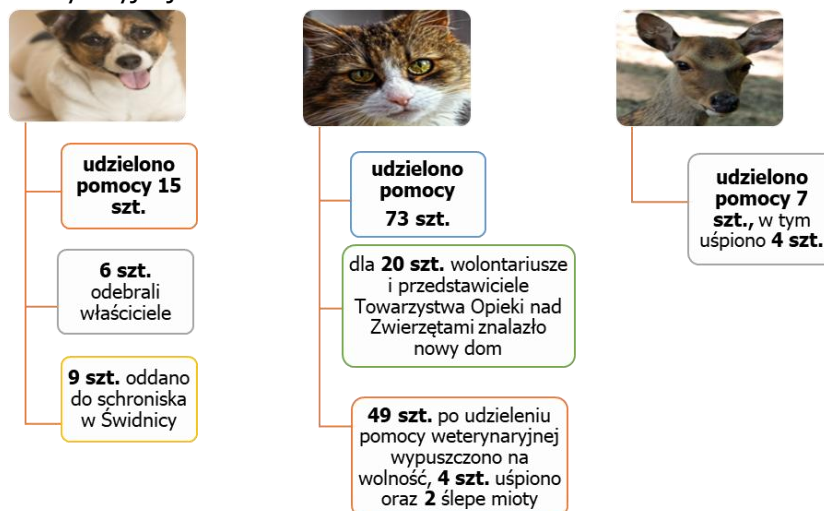 udzielono
pomocy 15
szt.
6 szt.
odebrali
właściciele
9 szt. oddano
do schroniska
w Świdnicy
udzielono
pomocy
73 szt.
dla 20 szt. wolontariusze
i przedstawiciele
Towarzystwa Opieki nad
Zwierzętami znalazło
nowy dom
49 szt. po udzieleniu
pomocy weterynaryjnej
wypuszczono na
wolność, 4 szt. uśpiono
oraz 2 ślepe mioty
udzielono
pomocy 7
szt., w tym
uśpiono 4 szt.